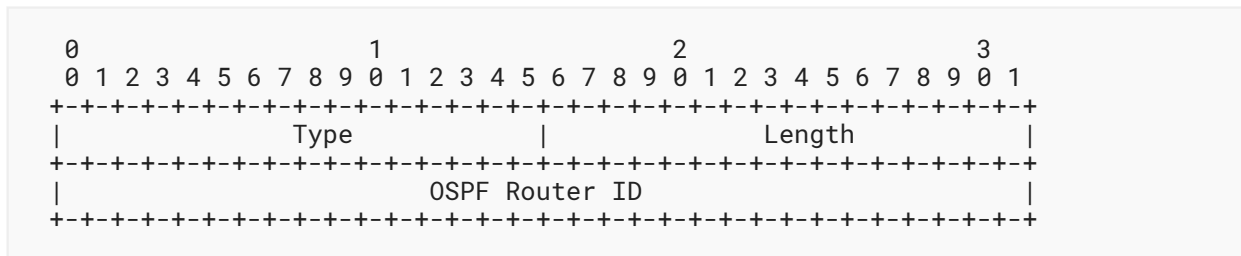 0                   1                   2                   3
 0 1 2 3 4 5 6 7 8 9 0 1 2 3 4 5 6 7 8 9 0 1 2 3 4 5 6 7 8 9 0 1
+-+-+-+-+-+-+-+-+-+-+-+-+-+-+-+-+-+-+-+-+-+-+-+-+-+-+-+-+-+-+-+-+
|               Type            |              Length           |
+-+-+-+-+-+-+-+-+-+-+-+-+-+-+-+-+-+-+-+-+-+-+-+-+-+-+-+-+-+-+-+-+
|                        OSPF Router ID                         |
+-+-+-+-+-+-+-+-+-+-+-+-+-+-+-+-+-+-+-+-+-+-+-+-+-+-+-+-+-+-+-+-+